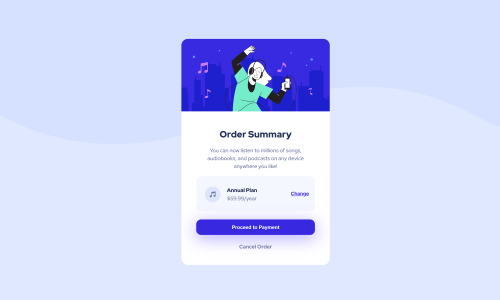 Order Summary
You can now listen to millions of songs,
audiobooks, and podcasts on any device
anywhere you like!
Annual Plan
$59.99/year
Change
Proceed to Payment
Cancel Order